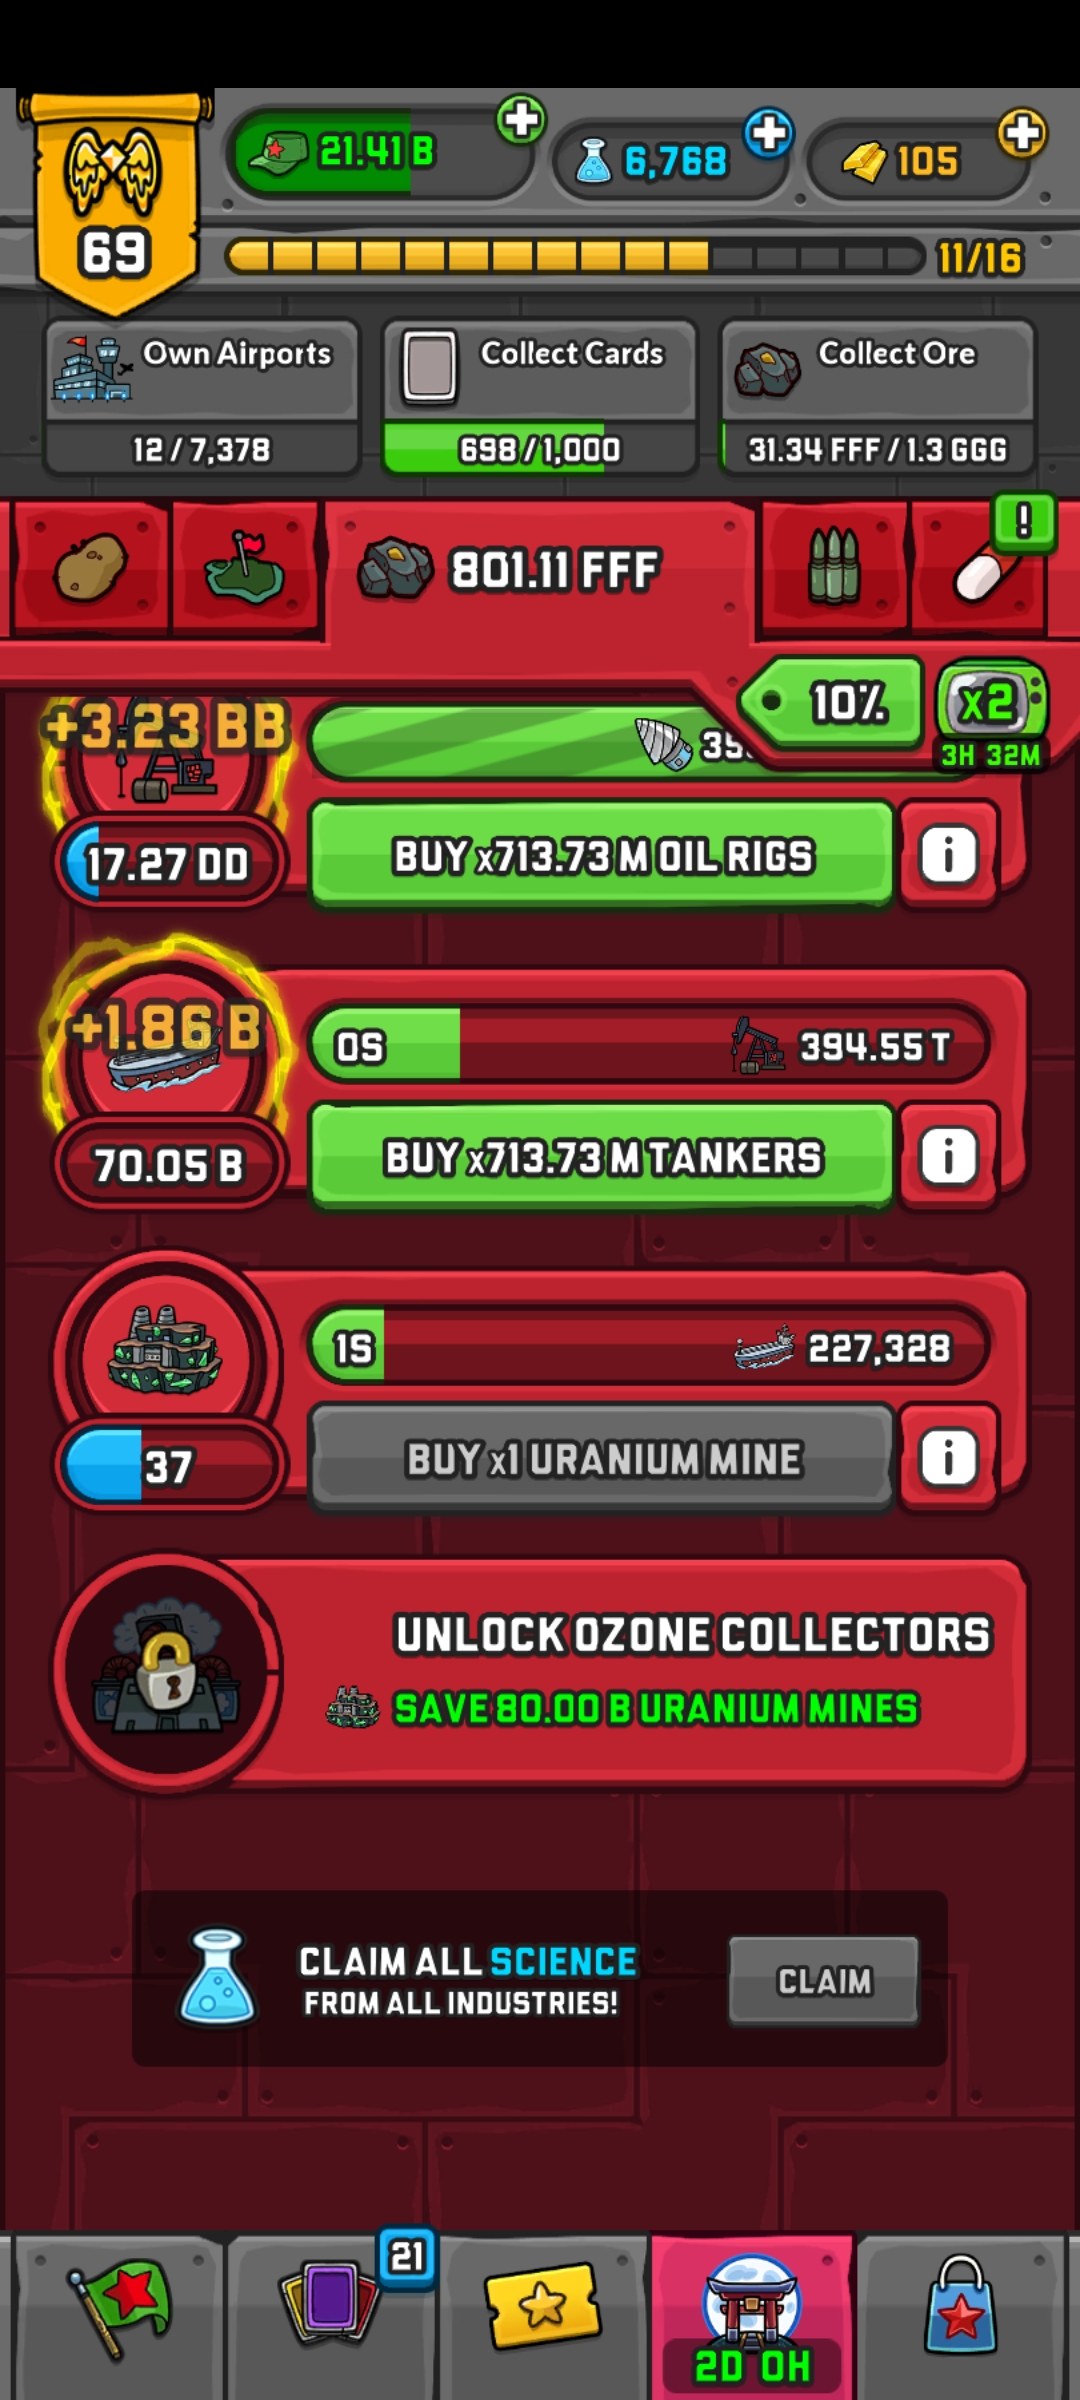 69
21.41 B
6,768
105
11/16
Own Airports
12 / 7,378
Collect Cards
698 / 1,000
Collect Ore
31.34 FFF / 1.3 GGG
801.11 FFF
!
10%
x2
3H 32M
+3.23 BB
17.27 DD
BUY x713.73 M OIL RIGS
i
+1.86 B
0S
394.55 T
70.05 B
BUY x713.73 M TANKERS
i
1S
227,328
37
BUY x1 URANIUM MINE
i
UNLOCK OZONE COLLECTORS
SAVE 80.00 B URANIUM MINES
CLAIM ALL SCIENCE
FROM ALL INDUSTRIES!
CLAIM
21
2D 0H